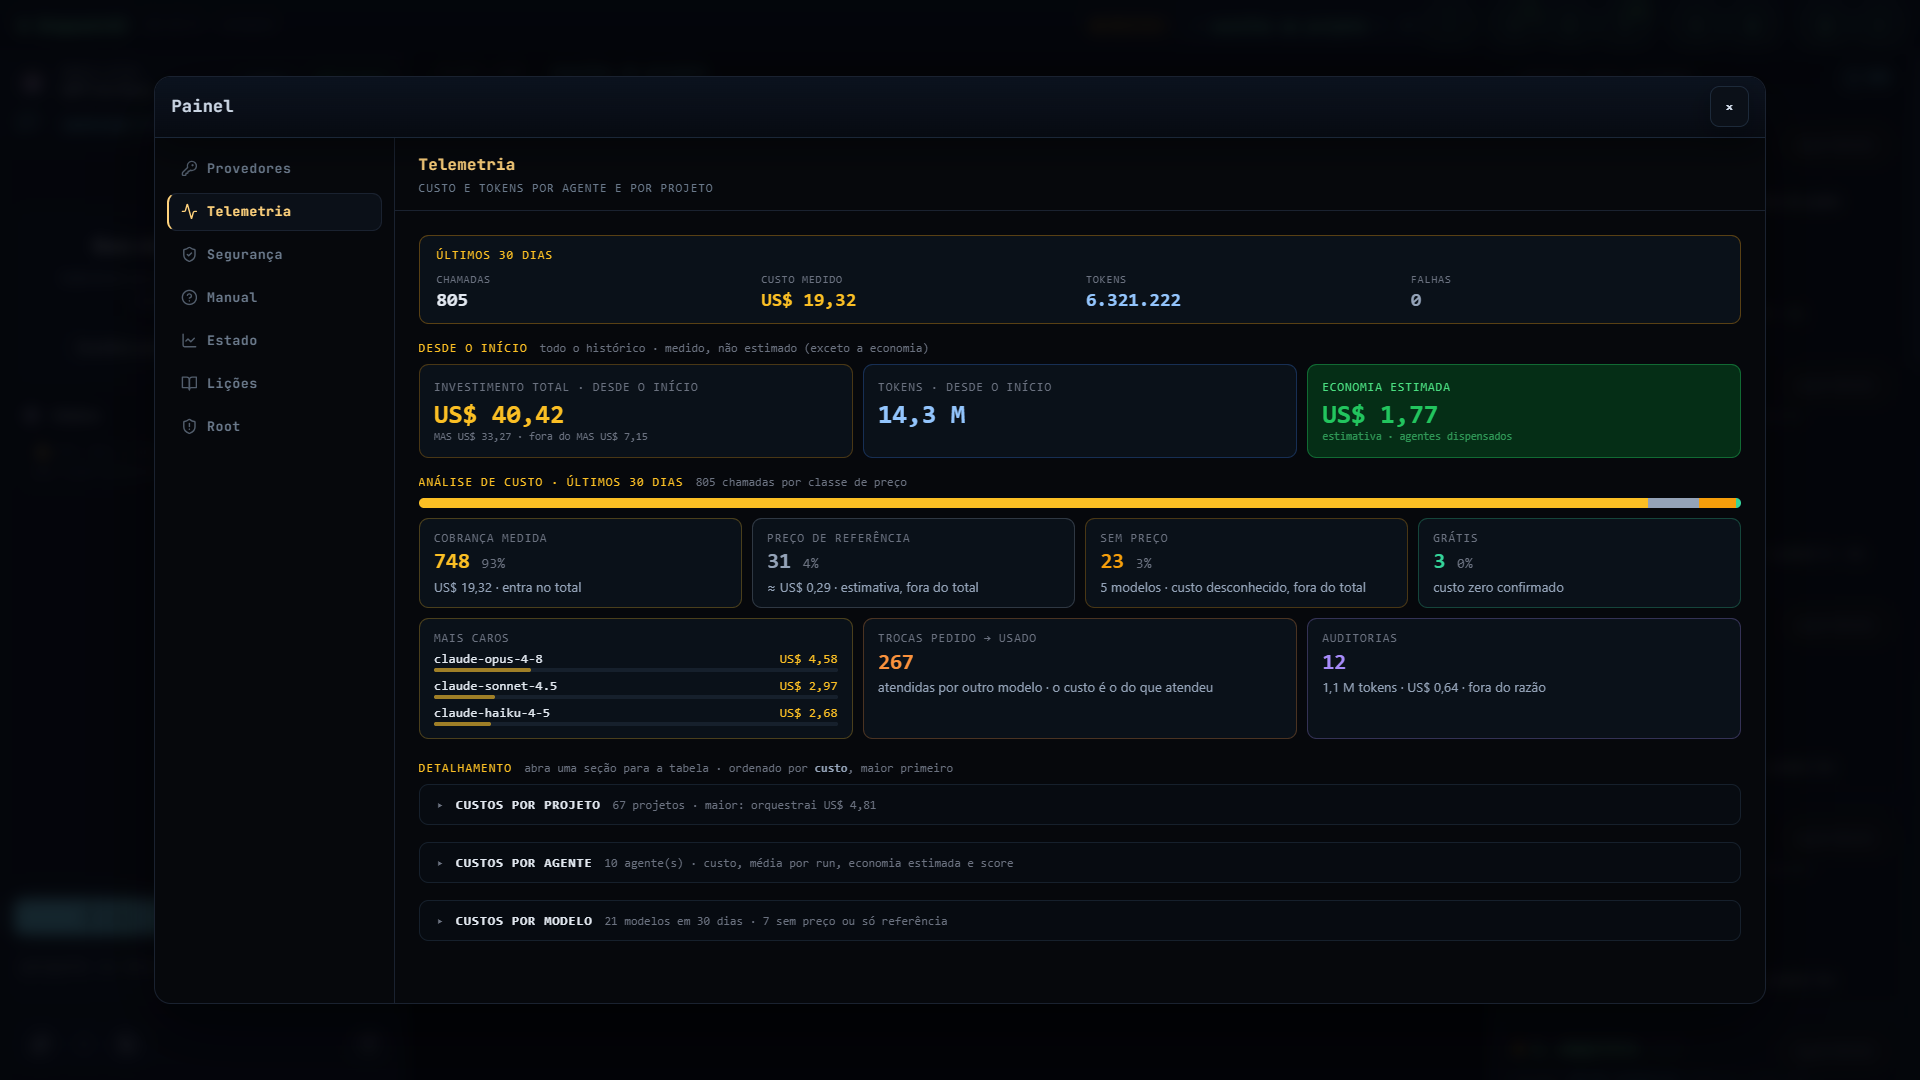 Painel
×
Provedores
Telemetria
Segurança
Manual
Estado
Lições
Root
Telemetria
CUSTO E TOKENS POR AGENTE E POR PROJETO
ÚLTIMOS 30 DIAS
CHAMADAS
805
CUSTO MEDIDO
US$ 19,32
TOKENS
6.321.222
FALHAS
0
DESDE O INÍCIO todo o histórico · medido, não estimado (exceto a economia)
INVESTIMENTO TOTAL · DESDE O INÍCIO
US$ 40,42
MAS US$ 33,27 · fora do MAS US$ 7,15
TOKENS · DESDE O INÍCIO
14,3 M
ECONOMIA ESTIMADA
US$ 1,77
estimativa · agentes dispensados
ANÁLISE DE CUSTO · ÚLTIMOS 30 DIAS 805 chamadas por classe de preço
COBRANÇA MEDIDA
748 93%
US$ 19,32 · entra no total
PREÇO DE REFERÊNCIA
31 4%
≈ US$ 0,29 · estimativa, fora do total
SEM PREÇO
23 3%
5 modelos · custo desconhecido, fora do total
GRÁTIS
3 0%
custo zero confirmado
MAIS CAROS
claude-opus-4-8 US$ 4,58
claude-sonnet-4.5 US$ 2,97
claude-haiku-4-5 US$ 2,68
TROCAS PEDIDO → USADO
267
atendidas por outro modelo · o custo é o do que atendeu
AUDITORIAS
12
1,1 M tokens · US$ 0,64 · fora do razão
DETALHAMENTO abra uma seção para a tabela · ordenado por custo, maior primeiro
▸ CUSTOS POR PROJETO 67 projetos · maior: orquestrai US$ 4,81
▸ CUSTOS POR AGENTE 10 agente(s) · custo, média por run, economia estimada e score
▸ CUSTOS POR MODELO 21 modelos em 30 dias · 7 sem preço ou só referência